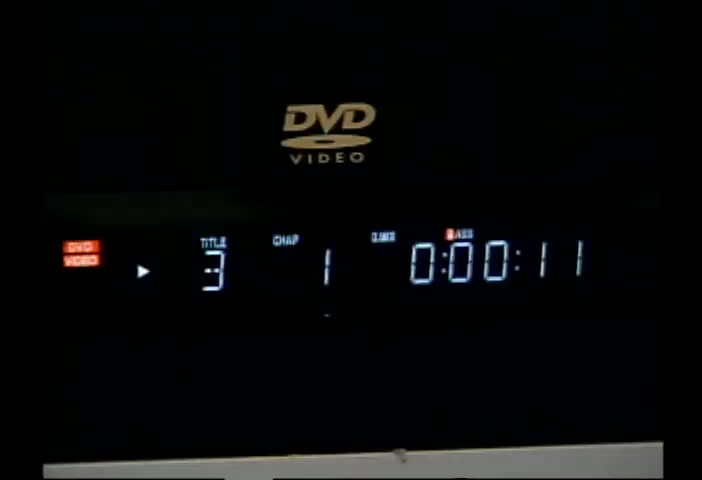 DVD
VIDEO
DVD
VIDEO
TITLE
CHAP
3
1
0:00:11